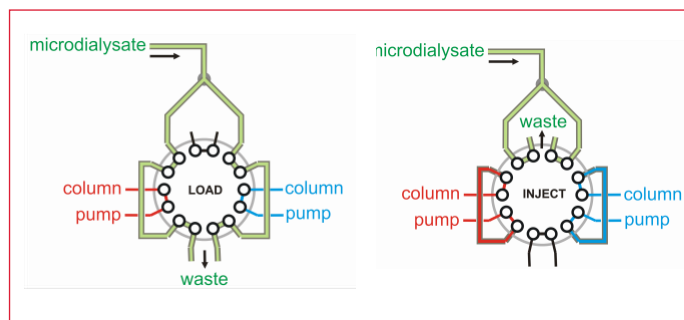 microdialysate
LOAD
column
pump
column
pump
waste
microdialysate
waste
INJECT
column
pump
column
pump